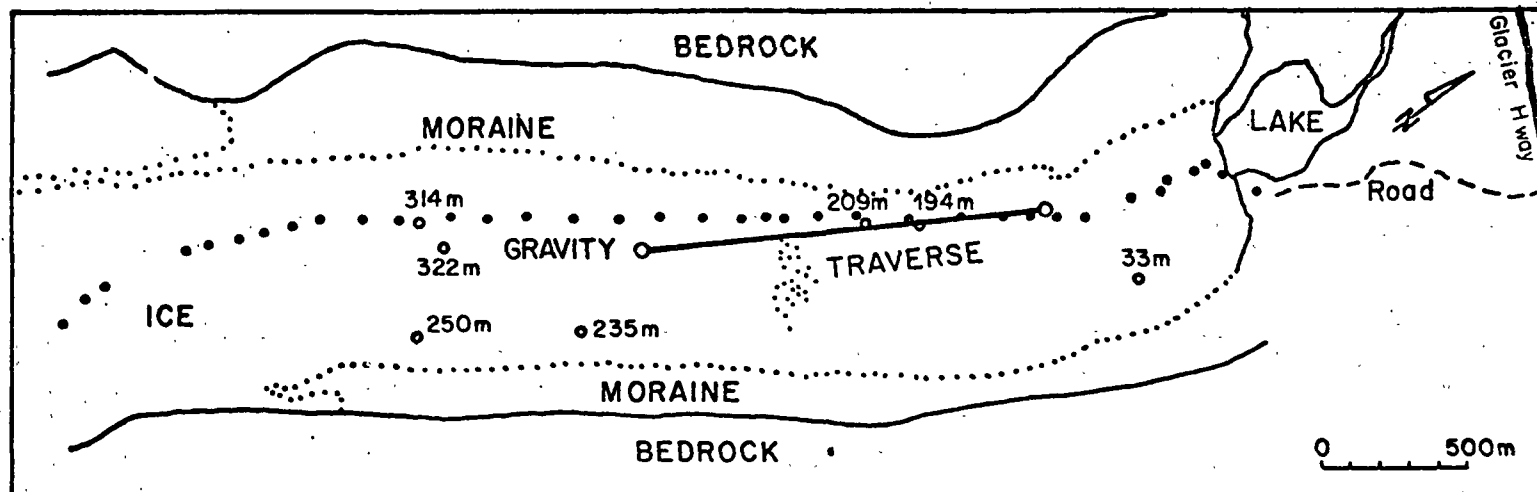 BEDROCK
Glacier Hway
MORAINE
LAKE
Road
314m
209m
194m
322m
GRAVITY
TRAVERSE
33m
ICE
250m
235m
MORAINE
BEDROCK
0
500m
N